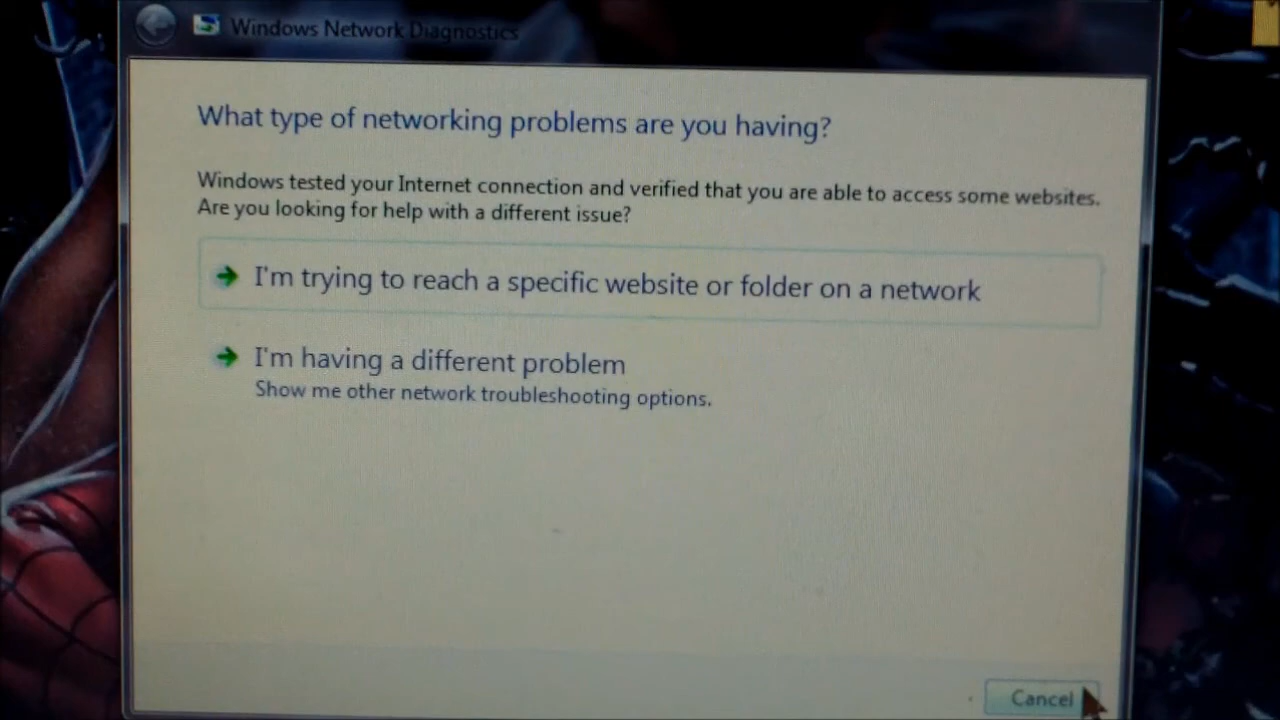 Windows Network Diagnostics
What type of networking problems are you having?
Windows tested your Internet connection and verified that you are able to access some websites.
Are you looking for help with a different issue?
I'm trying to reach a specific website or folder on a network
I'm having a different problem
Show me other network troubleshooting options.
Cancel